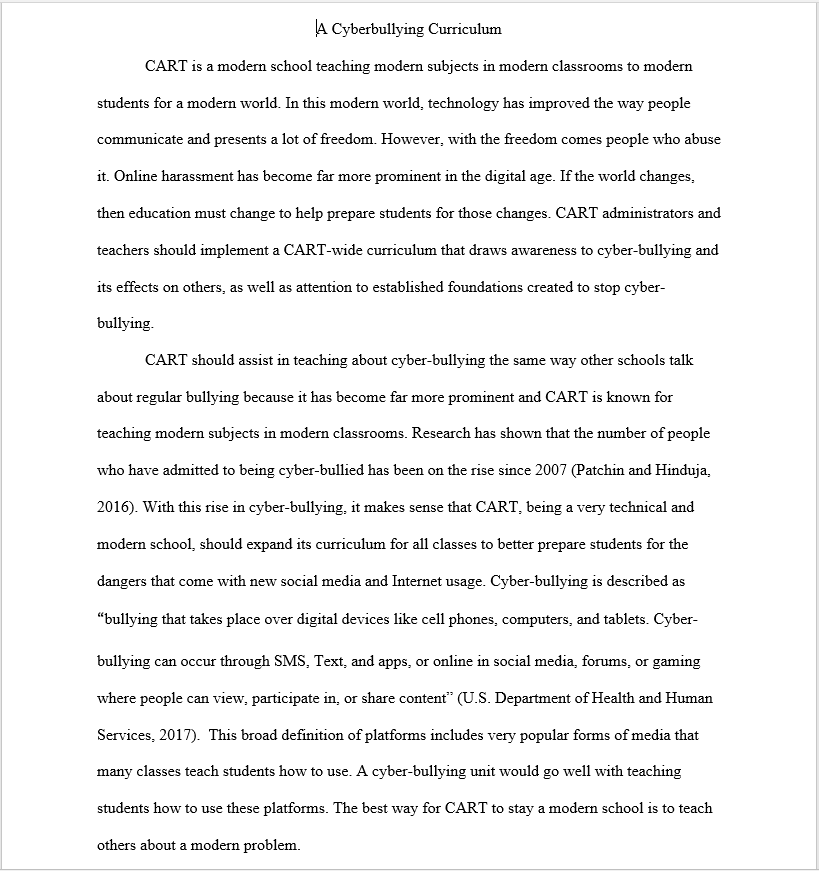 A Cyberbullying Curriculum
CART is a modern school teaching modern subjects in modern classrooms to modern
students for a modern world. In this modern world, technology has improved the way people
communicate and presents a lot of freedom. However, with the freedom comes people who abuse
it. Online harassment has become far more prominent in the digital age. If the world changes,
then education must change to help prepare students for those changes. CART administrators and
teachers should implement a CART-wide curriculum that draws awareness to cyber-bullying and
its effects on others, as well as attention to established foundations created to stop cyber-
bullying.
CART should assist in teaching about cyber-bullying the same way other schools talk
about regular bullying because it has become far more prominent and CART is known for
teaching modern subjects in modern classrooms. Research has shown that the number of people
who have admitted to being cyber-bullied has been on the rise since 2007 (Patchin and Hinduja,
2016). With this rise in cyber-bullying, it makes sense that CART, being a very technical and
modern school, should expand its curriculum for all classes to better prepare students for the
dangers that come with new social media and Internet usage. Cyber-bullying is described as
“bullying that takes place over digital devices like cell phones, computers, and tablets. Cyber-
bullying can occur through SMS, Text, and apps, or online in social media, forums, or gaming
where people can view, participate in, or share content” (U.S. Department of Health and Human
Services, 2017).  This broad definition of platforms includes very popular forms of media that
many classes teach students how to use. A cyber-bullying unit would go well with teaching
students how to use these platforms. The best way for CART to stay a modern school is to teach
others about a modern problem.